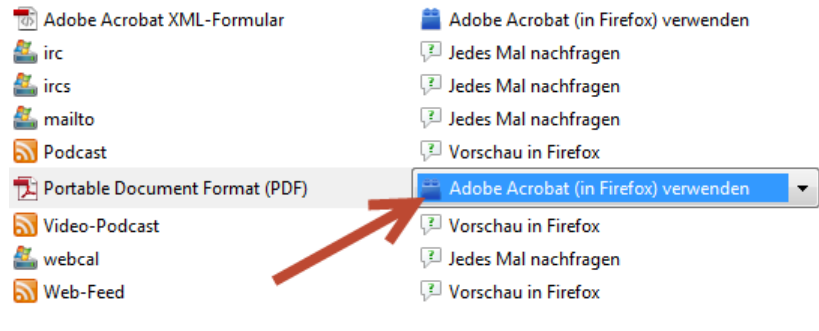 Adobe Acrobat XML-Formular Adobe Acrobat (in Firefox) verwenden
irc Jedes Mal nachfragen
ircs Jedes Mal nachfragen
mailto Jedes Mal nachfragen
Podcast Vorschau in Firefox
Portable Document Format (PDF) Adobe Acrobat (in Firefox) verwenden
Video-Podcast Vorschau in Firefox
webcal Jedes Mal nachfragen
Web-Feed Vorschau in Firefox